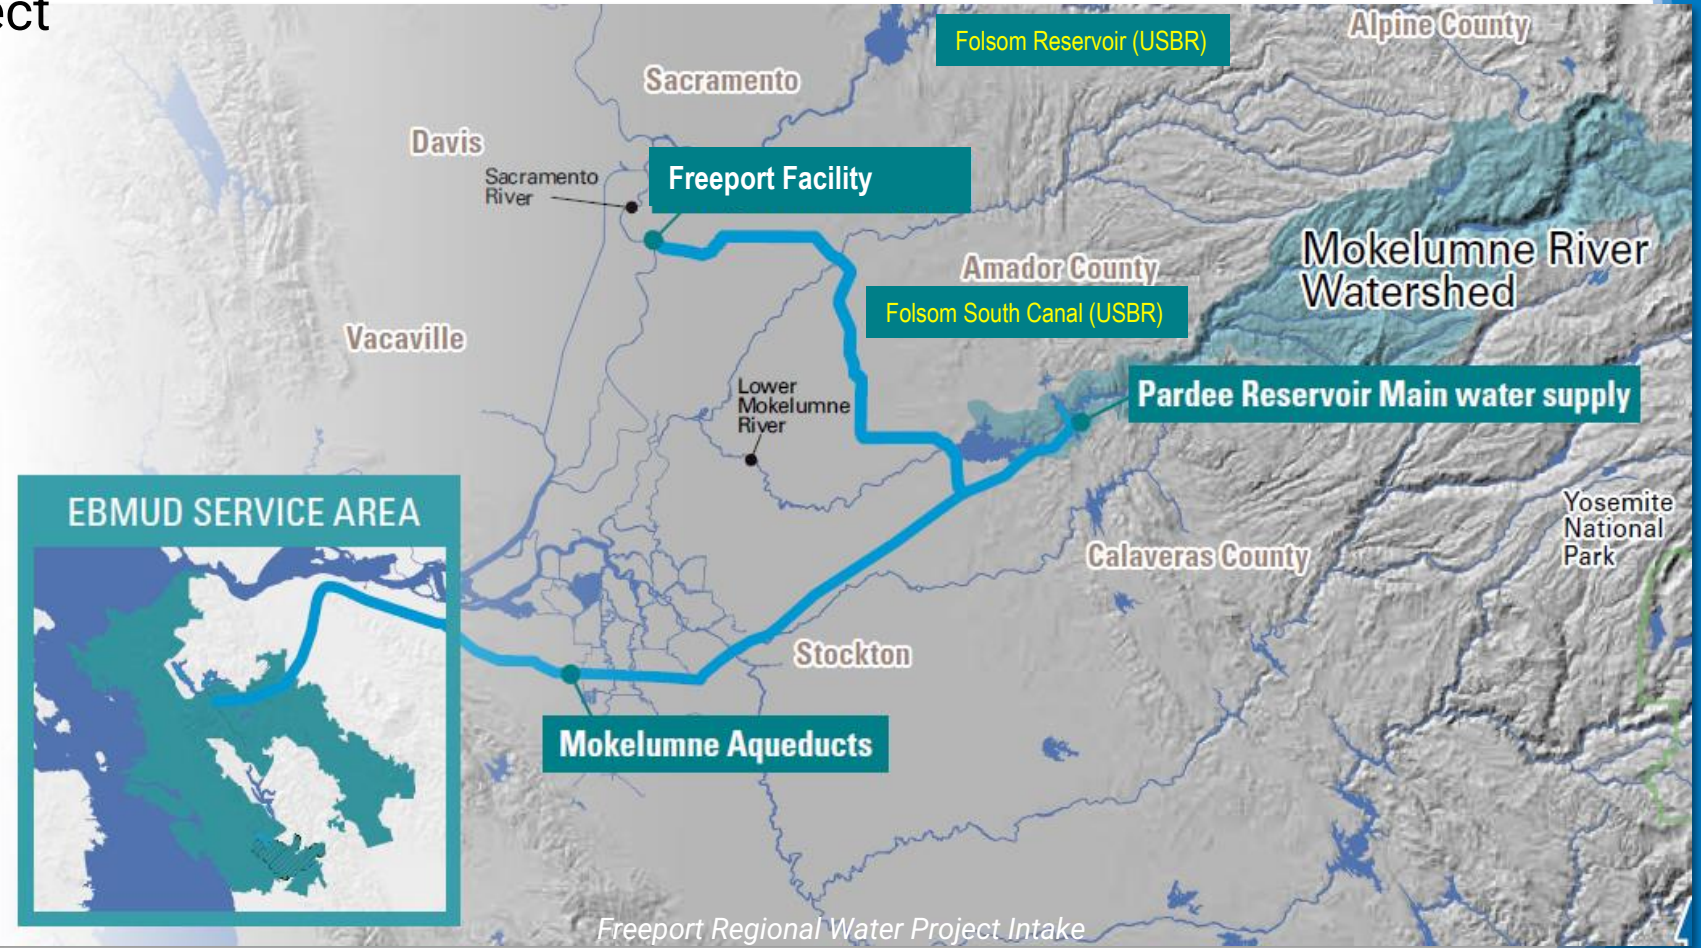 ect
Folsom Reservoir (USBR)
Alpine County
Sacramento
Davis
Sacramento
River
Freeport Facility
Mokelumne River
Watershed
Amador County
Folsom South Canal (USBR)
Vacaville
Lower
Mokelumne
River
Pardee Reservoir Main water supply
EBMUD SERVICE AREA
Yosemite
National
Park
Calaveras County
Stockton
Mokelumne Aqueducts
Freeport Regional Water Project Intake